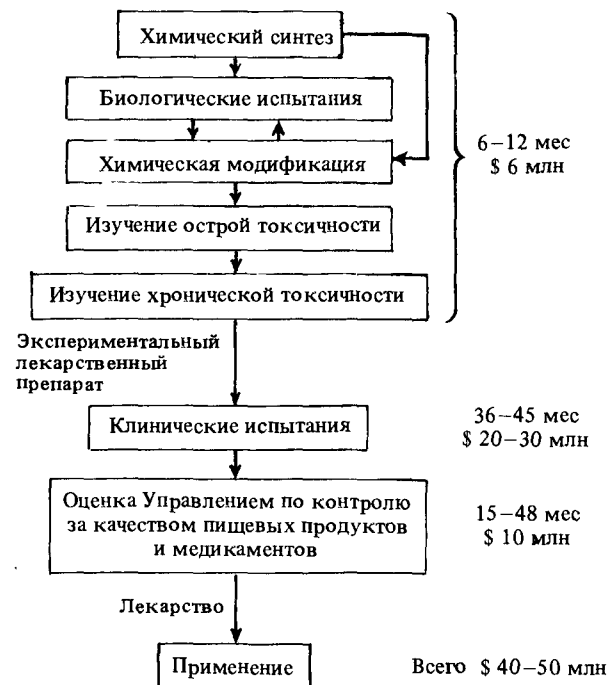 Химический синтез
Биологические испытания
Химическая модификация
6–12 мес
$ 6 млн
Изучение острой токсичности
Изучение хронической токсичности
Экспериментальный
лекарственный
препарат
Клинические испытания
36–45 мес
$ 20–30 млн
Оценка Управлением по контролю
за качеством пищевых продуктов
и медикаментов
15–48 мес
$ 10 млн
Лекарство
Применение
Всего $ 40–50 млн